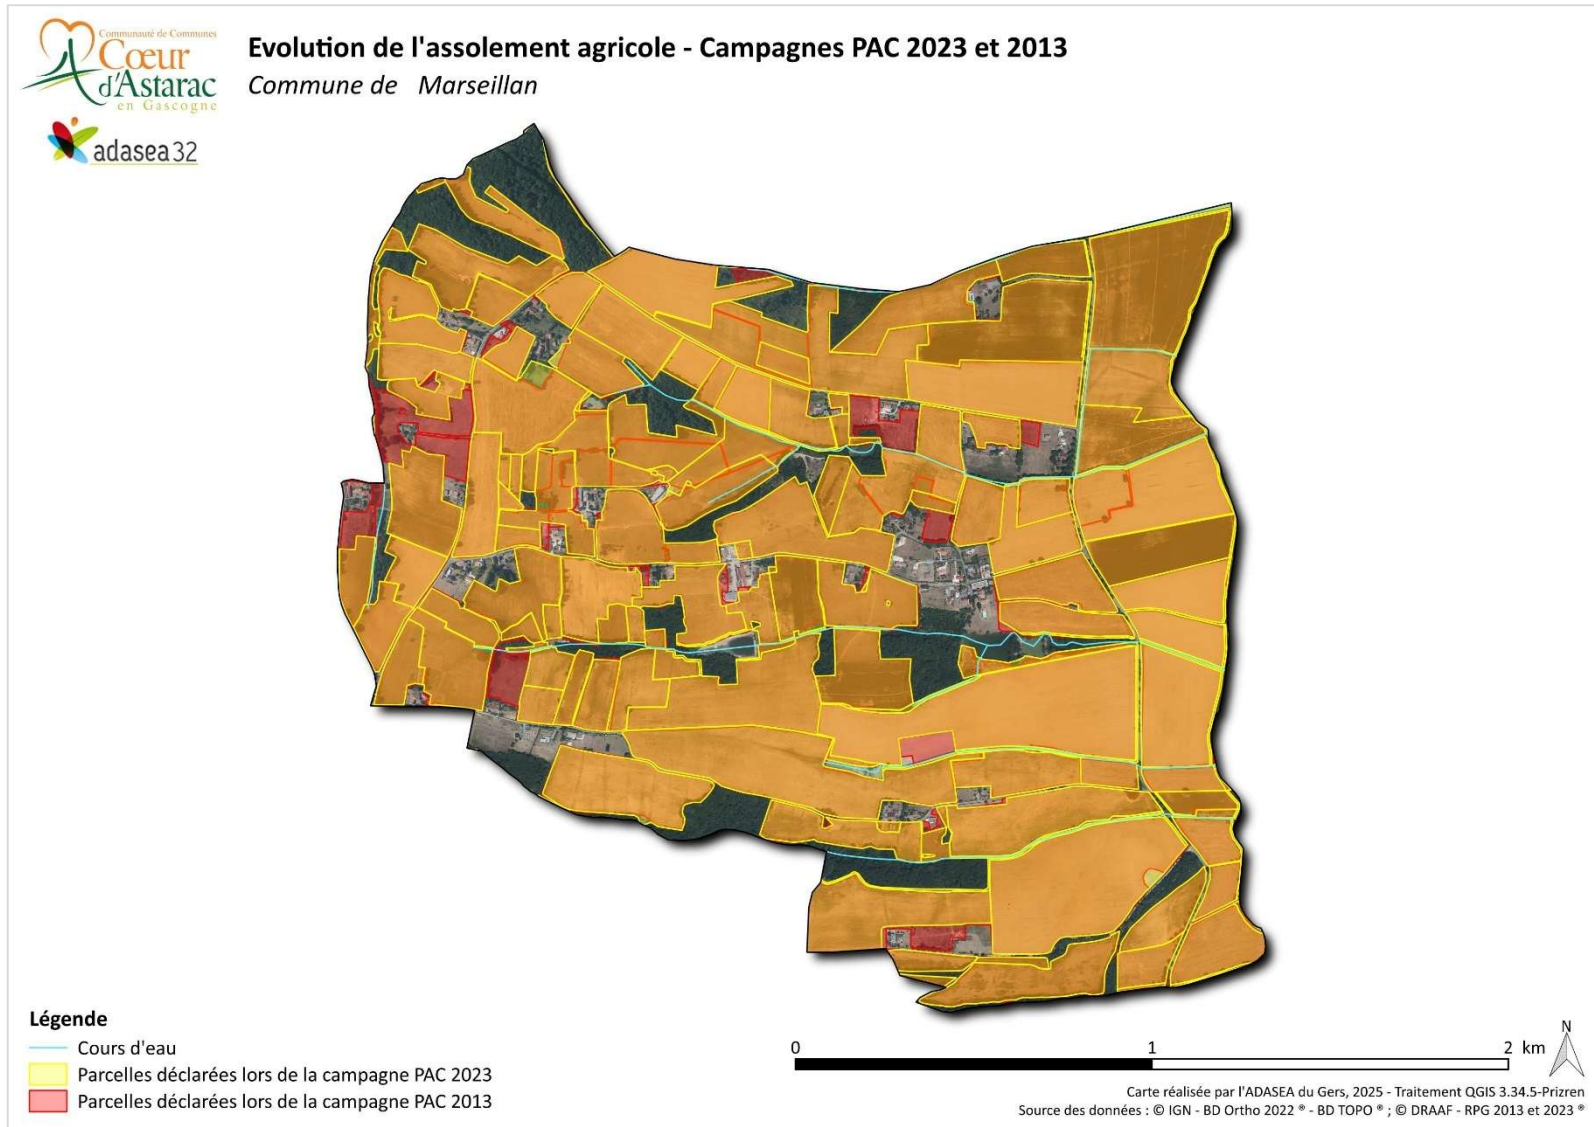 Communauté de Communes
Cœur
d'Astarac
en Gascogne
adasea32
Evolution de l'assolement agricole - Campagnes PAC 2023 et 2013
Commune de Marseillan
Légende
Cours d'eau
Parcelles déclarées lors de la campagne PAC 2023
Parcelles déclarées lors de la campagne PAC 2013
0 1 2 km
N
Carte réalisée par l'ADASEA du Gers, 2025 - Traitement QGIS 3.34.5-Prizren
Source des données : © IGN - BD Ortho 2022 ® - BD TOPO ® ; © DRAAF - RPG 2013 et 2023 ®